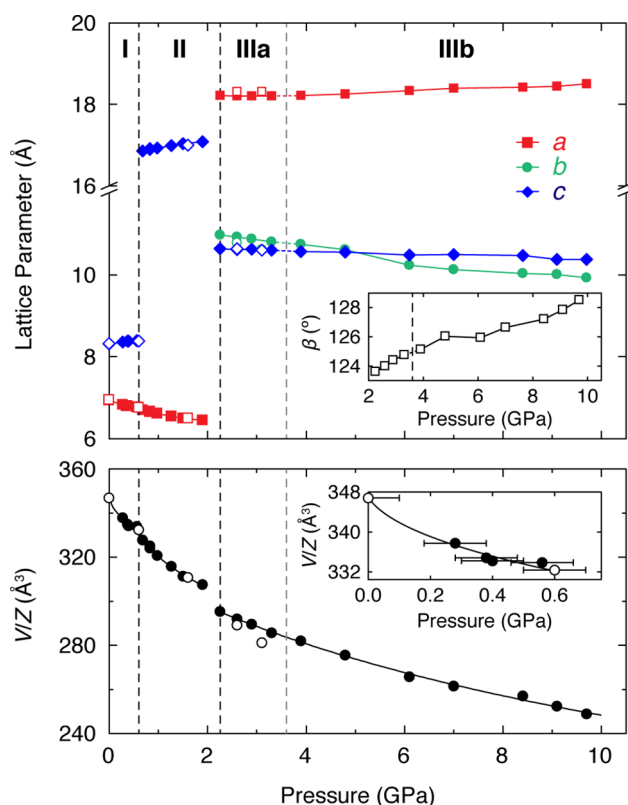 I II IIIa IIIb
20
18
16
10
8
6
Lattice Parameter (Å)
a
b
c
128
126
124
β (º)
2 4 6 8 10
Pressure (GPa)
360
320
280
240
V/Z (Å³)
348
340
332
V/Z (Å³)
0.0 0.2 0.4 0.6
Pressure (GPa)
0 2 4 6 8 10
Pressure (GPa)